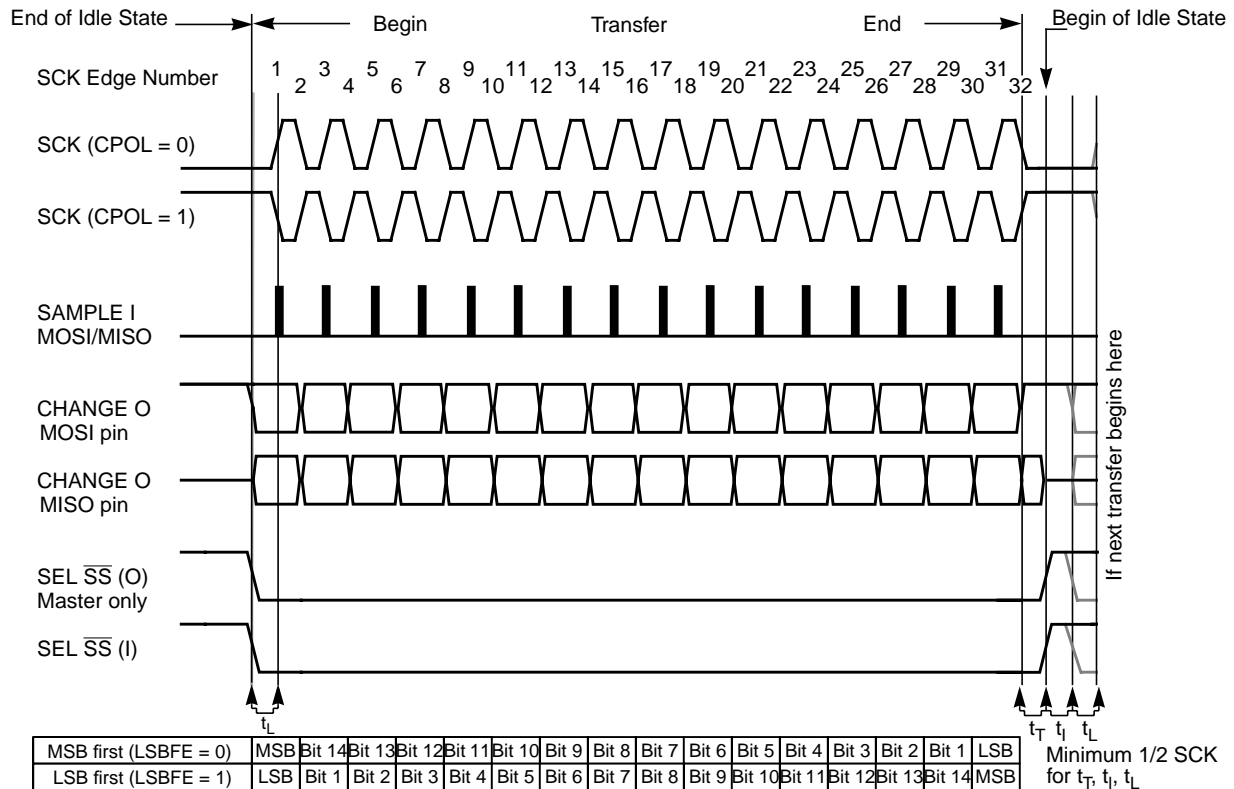 End of Idle State
Begin
Transfer
End
Begin of Idle State
SCK Edge Number
1 3 5 7 9 11 13 15 17 19 21 23 25 27 29 31
2 4 6 8 10 12 14 16 18 20 22 24 26 28 30 32
SCK (CPOL = 0)
SCK (CPOL = 1)
SAMPLE I
MOSI/MISO
CHANGE O
MOSI pin
CHANGE O
MISO pin
SEL SS (O)
Master only
SEL SS (I)
If next transfer begins here
tL
tT tI tL
MSB first (LSBFE = 0) MSB Bit 14 Bit 13 Bit 12 Bit 11 Bit 10 Bit 9 Bit 8 Bit 7 Bit 6 Bit 5 Bit 4 Bit 3 Bit 2 Bit 1 LSB
LSB first (LSBFE = 1) LSB Bit 1 Bit 2 Bit 3 Bit 4 Bit 5 Bit 6 Bit 7 Bit 8 Bit 9 Bit 10 Bit 11 Bit 12 Bit 13 Bit 14 MSB
Minimum 1/2 SCK
for tT, tI, tL